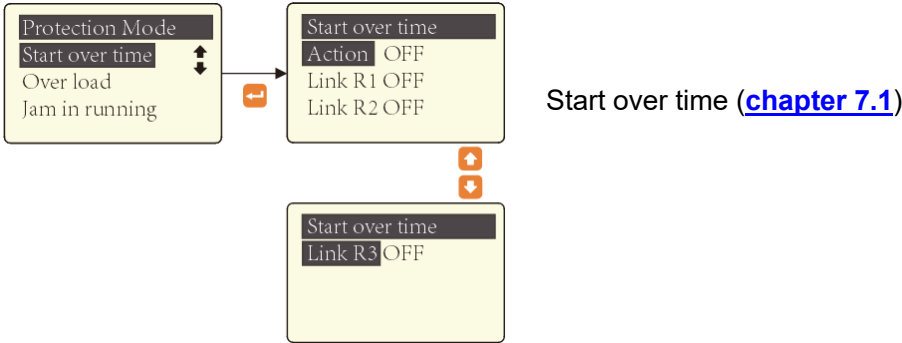 Protection Mode
Start over time
Over load
Jam in running
Start over time
Action OFF
Link R1 OFF
Link R2 OFF
Start over time (chapter 7.1)
Start over time
Link R3 OFF